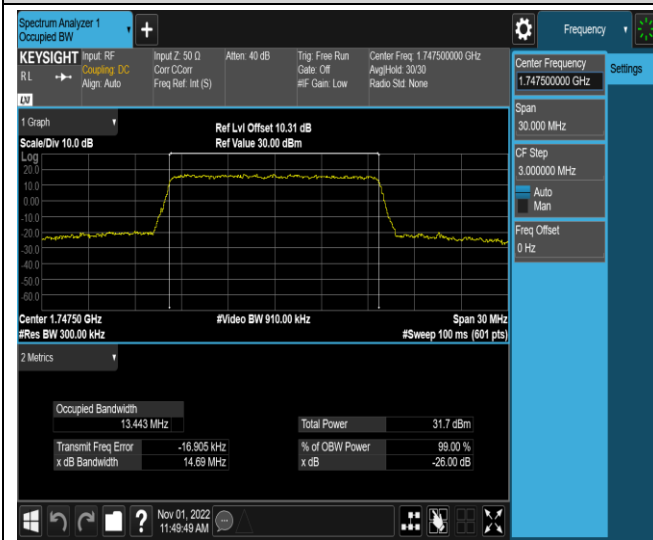 Spectrum Analyzer 1
Occupied BW
Frequency
KEYSIGHT
R L
Input: RF
Coupling: DC
Align: Auto
Input Z: 50 Ω
Corr CCorr
Freq Ref: Int (S)
Atten: 40 dB
Trig: Free Run
Gate: Off
#IF Gain: Low
Center Freq: 1.747500000 GHz
Avg|Hold: 30/30
Radio Std: None
LXI
Center Frequency
1.747500000 GHz
Settings
Span
30.000 MHz
CF Step
3.000000 MHz
Auto
Man
Freq Offset
0 Hz
1 Graph
Scale/Div 10.0 dB
Ref Lvl Offset 10.31 dB
Ref Value 30.00 dBm
Log
20.0
10.0
0.00
-10.0
-20.0
-30.0
-40.0
-50.0
-60.0
Center 1.74750 GHz
#Res BW 300.00 kHz
#Video BW 910.00 kHz
Span 30 MHz
#Sweep 100 ms (601 pts)
2 Metrics
Occupied Bandwidth
13.443 MHz
Transmit Freq Error -16.905 kHz
x dB Bandwidth 14.69 MHz
Total Power 31.7 dBm
% of OBW Power 99.00 %
x dB -26.00 dB
Nov 01, 2022
11:49:49 AM